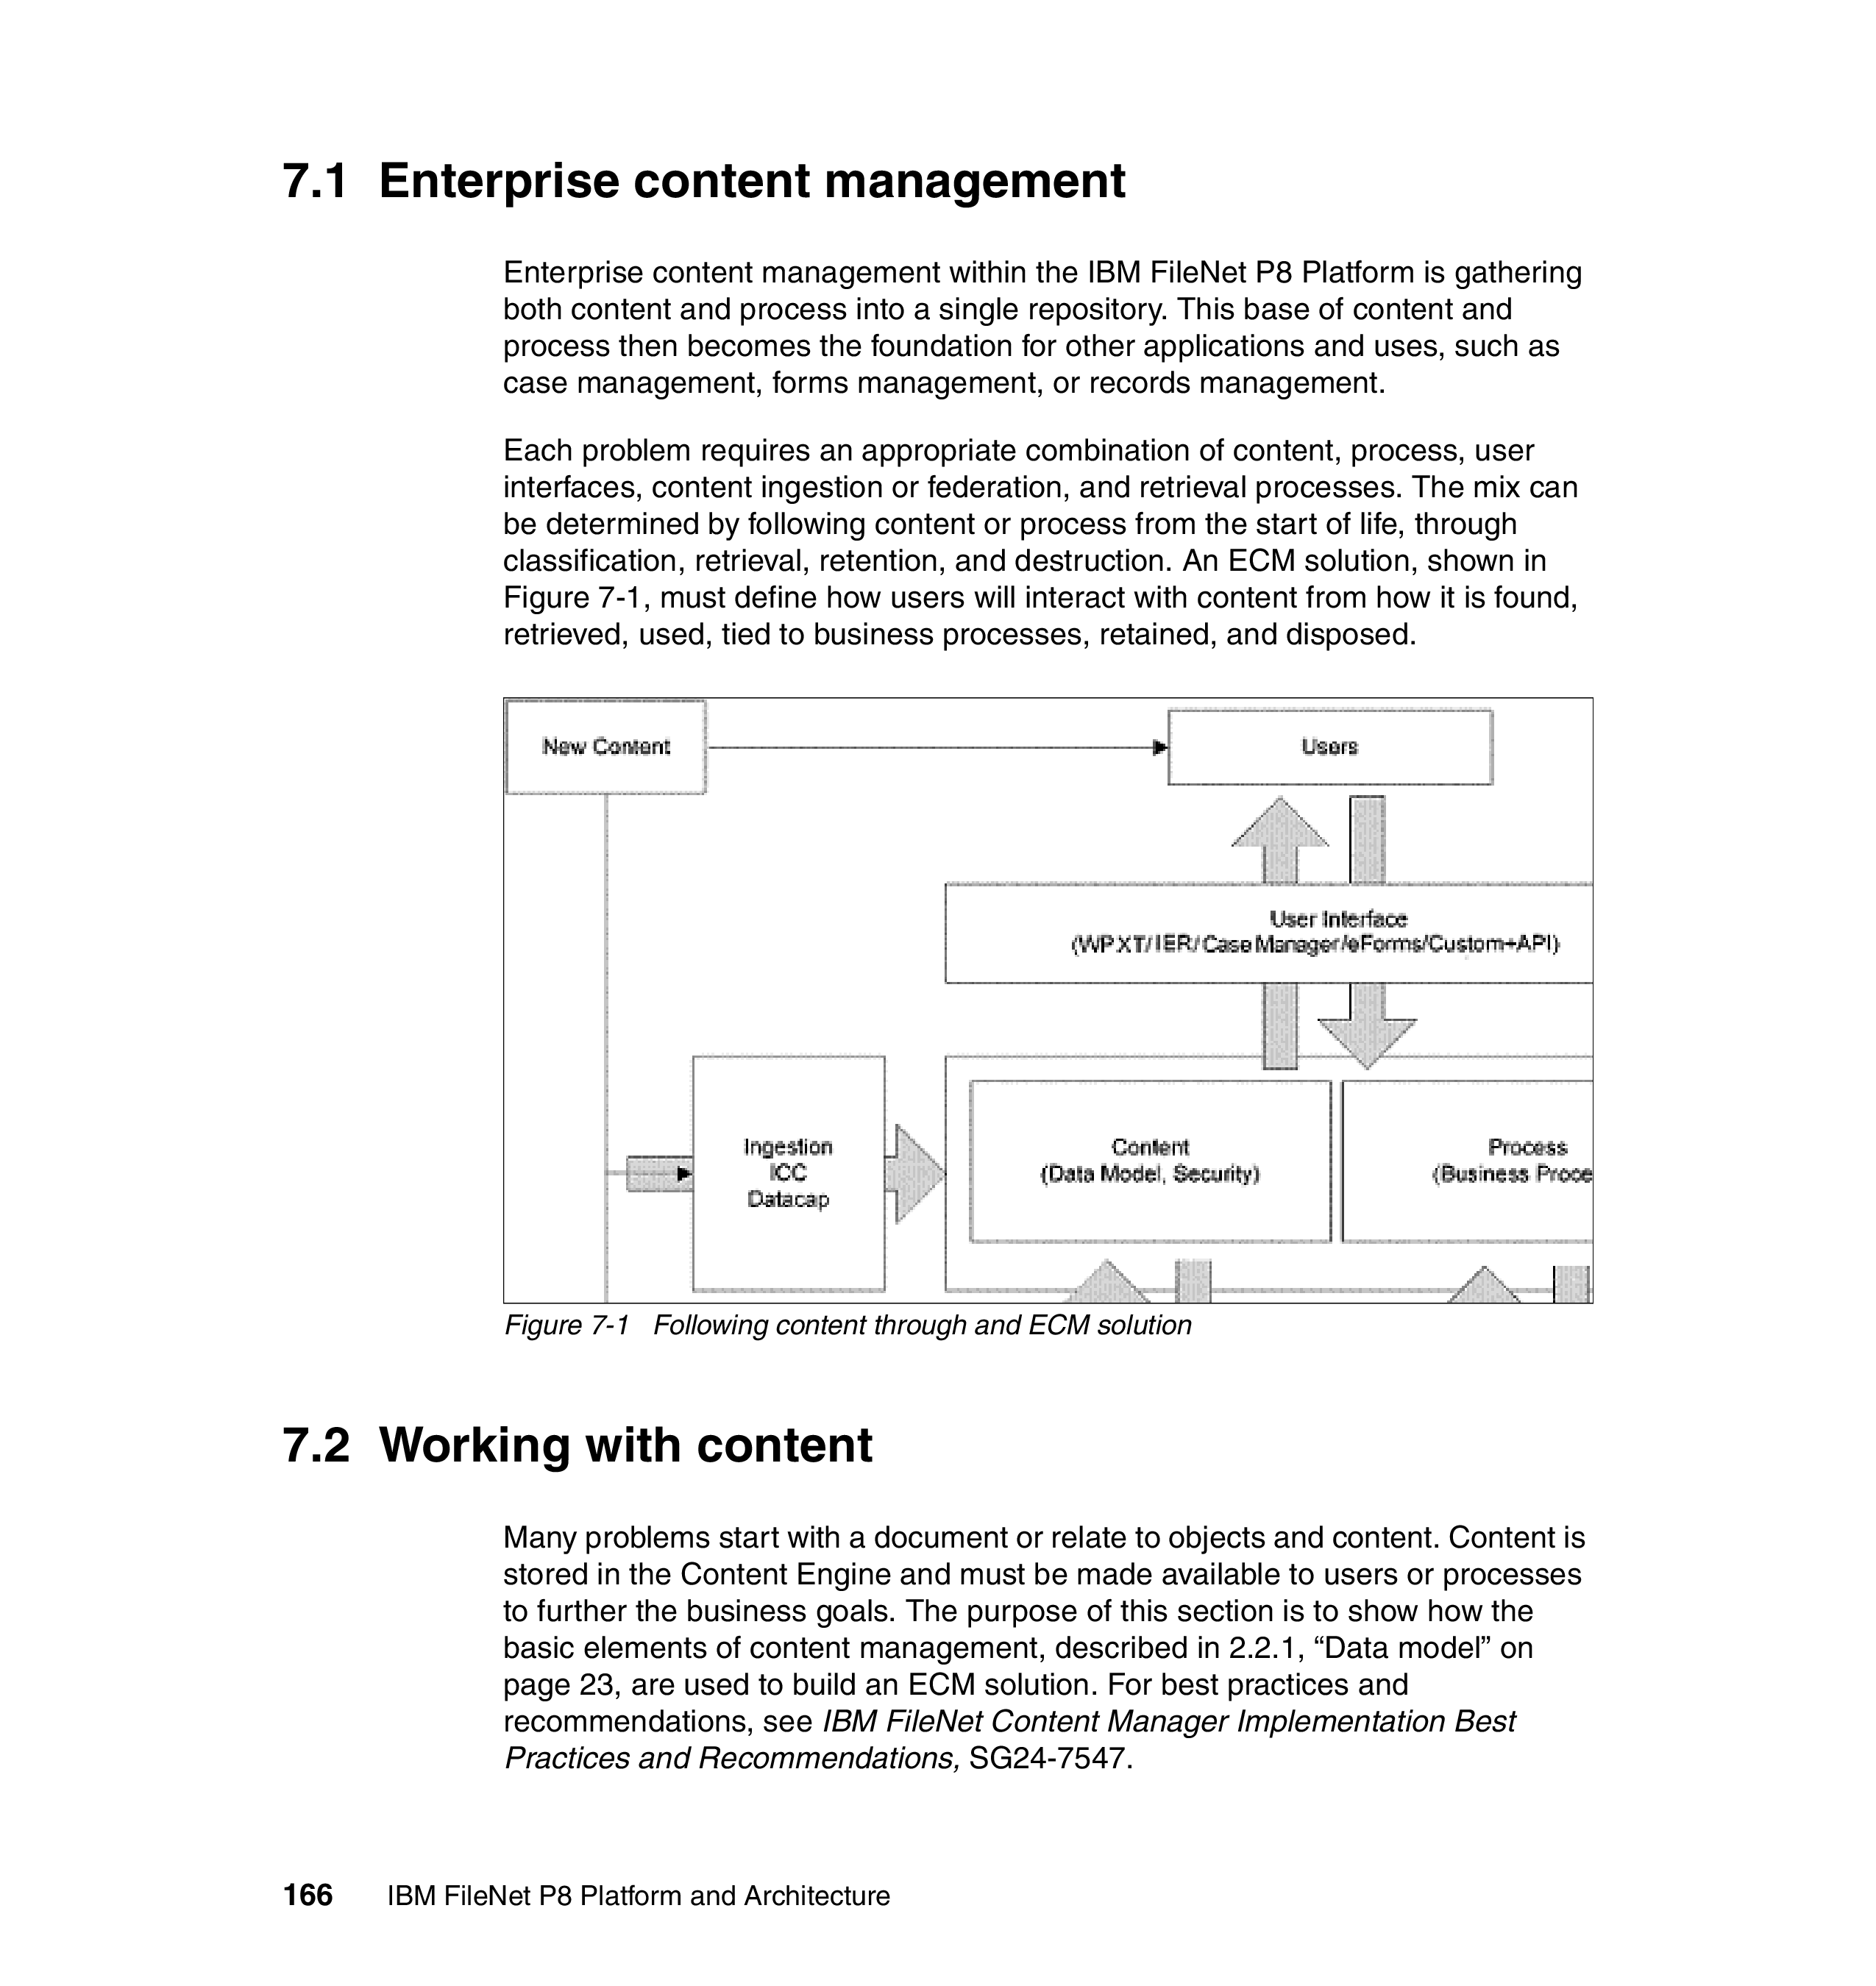 7.1 Enterprise content management
Enterprise content management within the IBM FileNet P8 Platform is gathering
both content and process into a single repository. This base of content and
process then becomes the foundation for other applications and uses, such as
case management, forms management, or records management.
Each problem requires an appropriate combination of content, process, user
interfaces, content ingestion or federation, and retrieval processes. The mix can
be determined by following content or process from the start of life, through
classification, retrieval, retention, and destruction. An ECM solution, shown in
Figure 7-1, must define how users will interact with content from how it is found,
retrieved, used, tied to business processes, retained, and disposed.
New Content
Users
User Interface
(WPXT/IER/Case Manager/eForms/Custom+API)
Ingestion
ICC
Datacap
Content
(Data Model, Security)
Process
(Business Proce
Figure 7-1 Following content through and ECM solution
7.2 Working with content
Many problems start with a document or relate to objects and content. Content is
stored in the Content Engine and must be made available to users or processes
to further the business goals. The purpose of this section is to show how the
basic elements of content management, described in 2.2.1, “Data model” on
page 23, are used to build an ECM solution. For best practices and
recommendations, see IBM FileNet Content Manager Implementation Best
Practices and Recommendations, SG24-7547.
166 IBM FileNet P8 Platform and Architecture